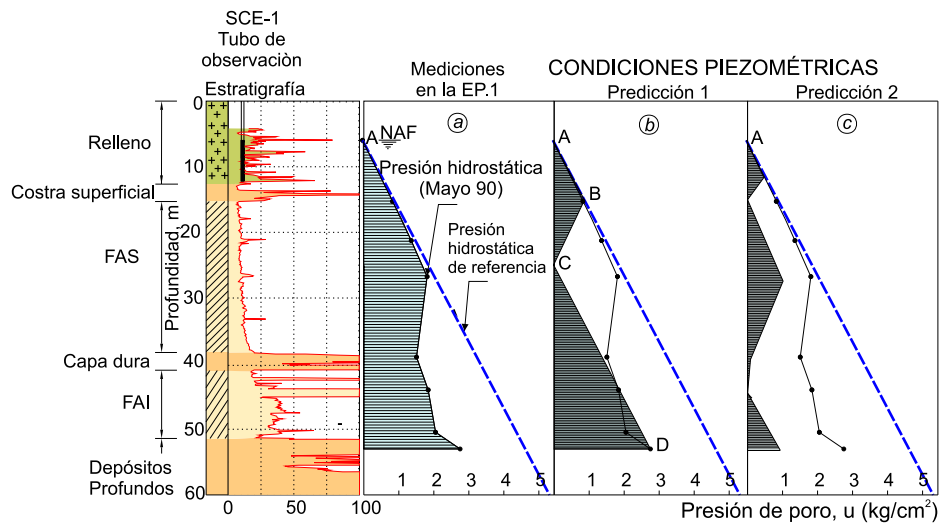 SCE-1
Tubo de
observaciòn
Estratigrafía
Mediciones
en la EP.1
CONDICIONES PIEZOMÉTRICAS
Predicción 1
Predicción 2
0
10
20
30
40
50
60
Profundidad, m
Relleno
Costra superficial
FAS
Capa dura
FAI
Depósitos
Profundos
0
50
100
a
A
NAF
Presión hidrostática
(Mayo 90)
Presión
hidrostática
de referencia
1
2
3
4
5
b
A
B
C
D
1
2
3
4
5
c
A
1
2
3
4
5
Presión de poro, u (kg/cm²)